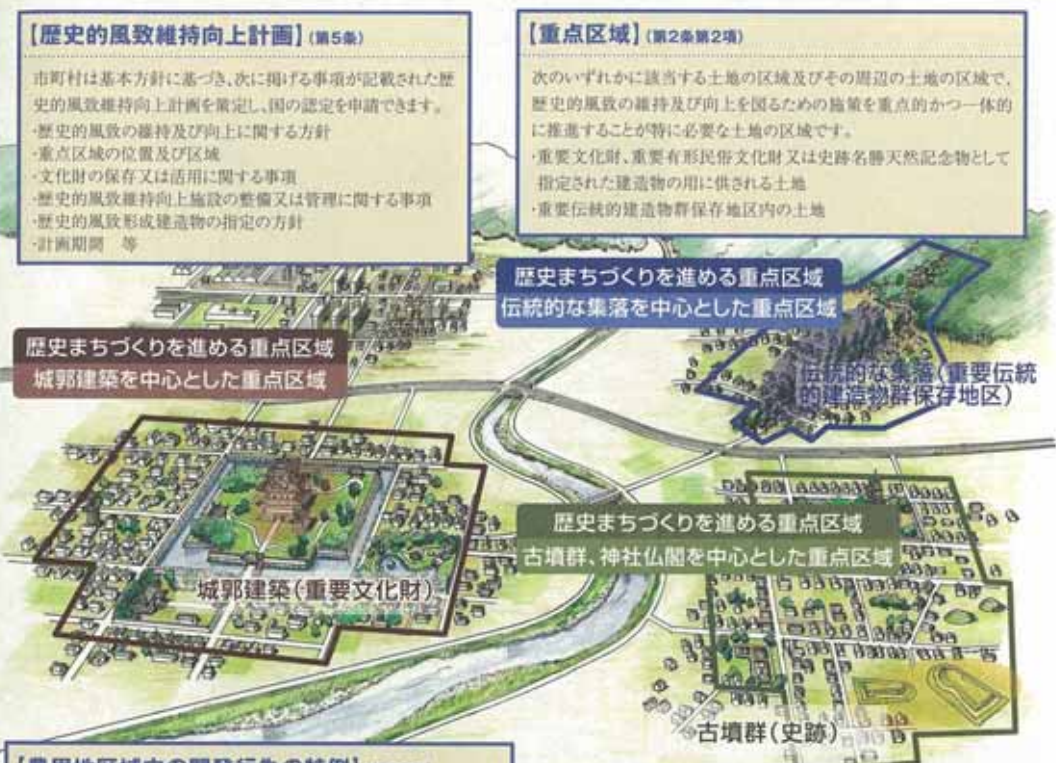 【歴史的風致維持向上計画】(第5条)
市町村は基本方針に基づき、次に掲げる事項が記載された歴
史的風致維持向上計画を策定し、国の認定を申請できます。
・歴史的風致の維持及び向上に関する方針
・重点区域の位置及び区域
・文化財の保存又は活用に関する事項
・歴史的風致維持向上施設の整備又は管理に関する事項
・歴史的風致形成建造物の指定の方針
・計画期間　等
【重点区域】(第2条第2項)
次のいずれかに該当する土地の区域及びその周辺の土地の区域で、
歴史的風致の維持及び向上を図るための施策を重点的かつ一体的
に推進することが特に必要な土地の区域です。
・重要文化財、重要有形民俗文化財又は史跡名勝天然記念物として
指定された建造物の用に供される土地
・重要伝統的建造物群保存地区内の土地
歴史まちづくりを進める重点区域
伝統的な集落を中心とした重点区域
歴史まちづくりを進める重点区域
城郭建築を中心とした重点区域
伝統的な集落(重要伝統
的建造物群保存地区)
歴史まちづくりを進める重点区域
古墳群、神社仏閣を中心とした重点区域
城郭建築(重要文化財)
古墳群(史跡)